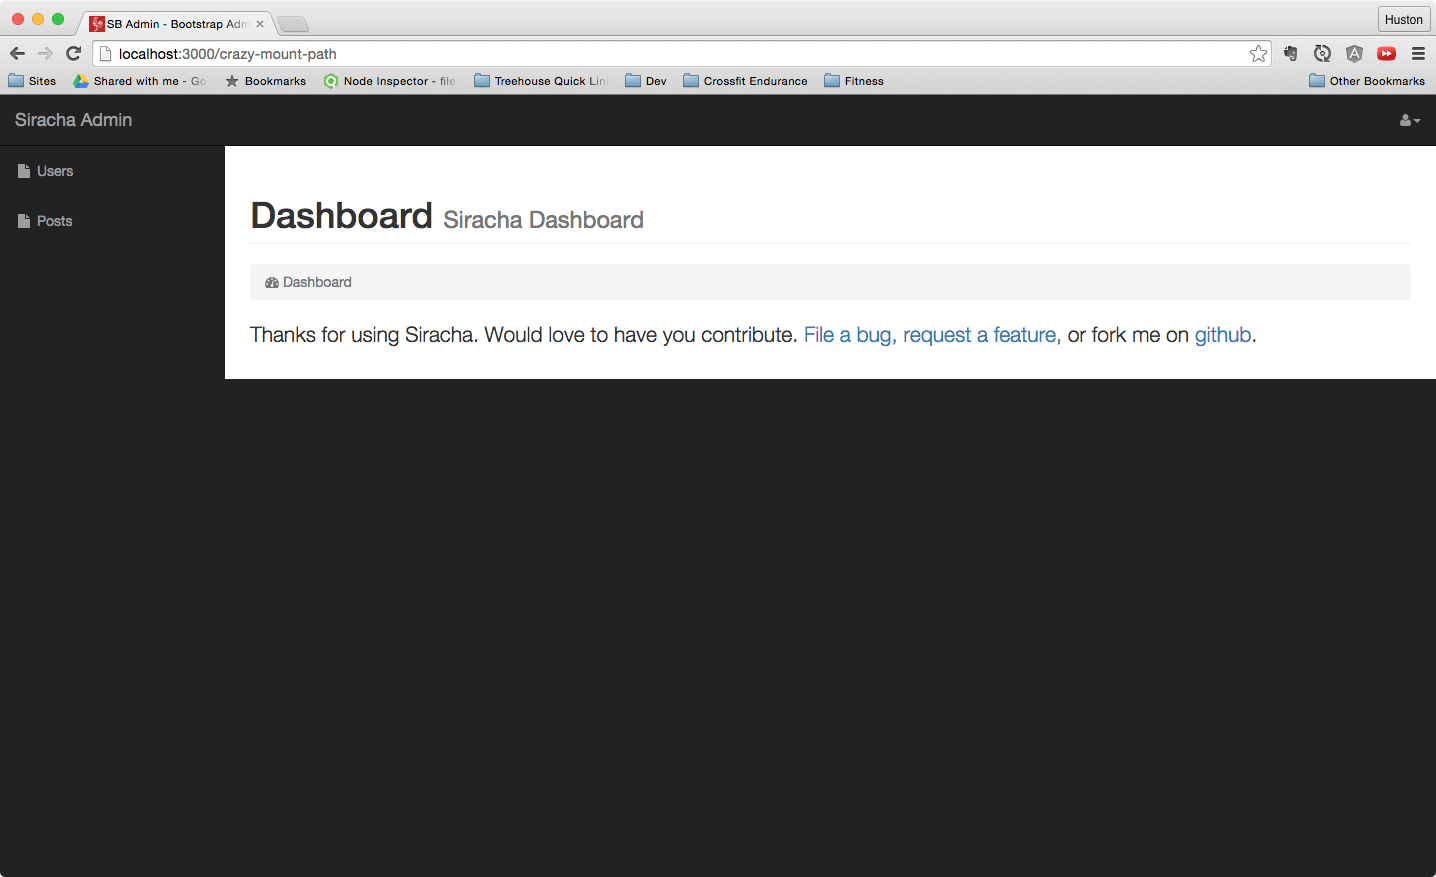 SB Admin - Bootstrap Adm
Huston
localhost:3000/crazy-mount-path
Sites Shared with me - Go Bookmarks Node Inspector - file Treehouse Quick Lin Dev Crossfit Endurance Fitness Other Bookmarks
Siracha Admin
Users
Posts
Dashboard Siracha Dashboard
Dashboard
Thanks for using Siracha. Would love to have you contribute. File a bug, request a feature, or fork me on github.